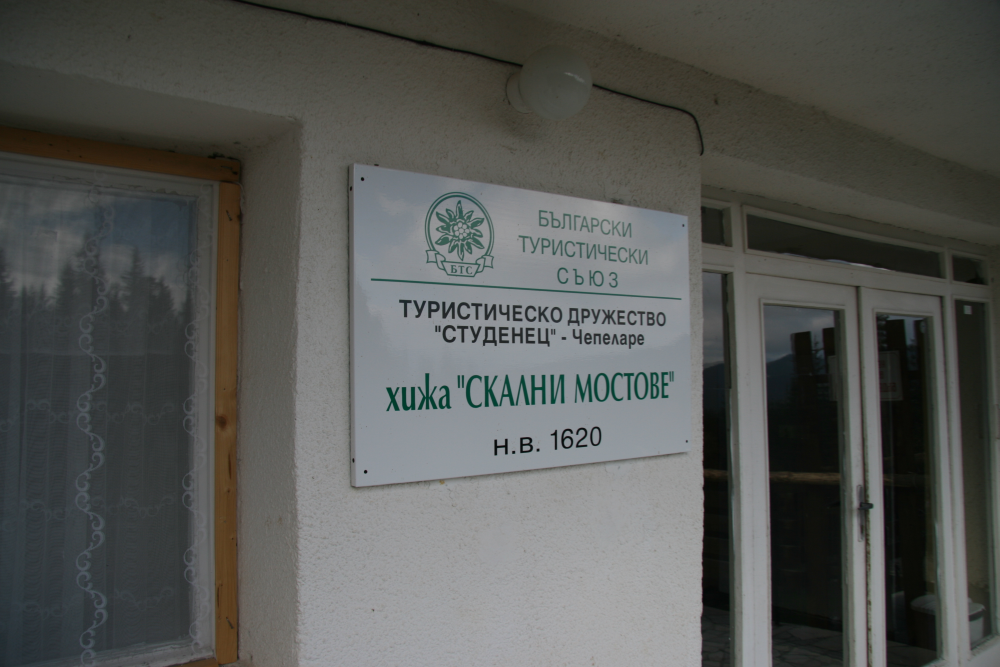 БТС
БЪЛГАРСКИ
ТУРИСТИЧЕСКИ
СЪЮЗ
ТУРИСТИЧЕСКО ДРУЖЕСТВО
"СТУДЕНЕЦ" - Чепеларе
хижа "СКАЛНИ МОСТОВЕ"
н.в. 1620